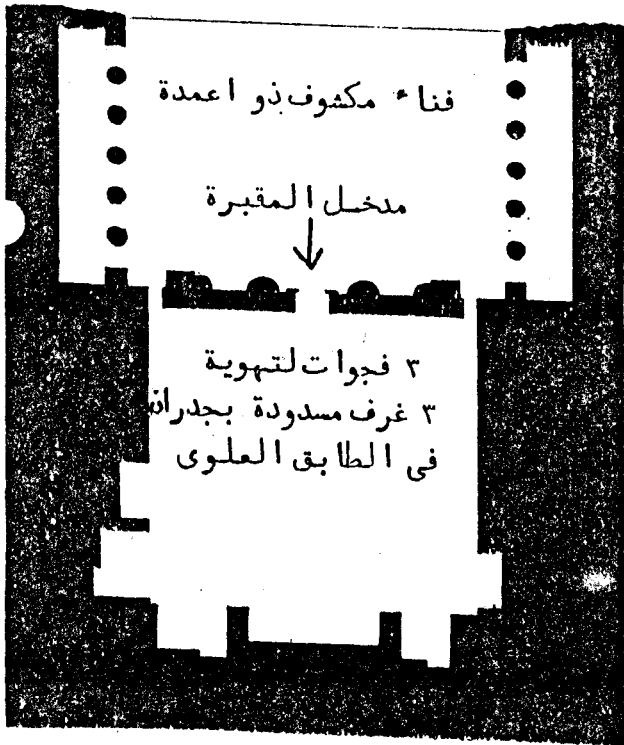 فناء مكشوف ذو اعمدة
مدخل المقبرة
٣ فجوات لتهوية
٣ غرف مسدودة بجدران
فى الطابق العلوى